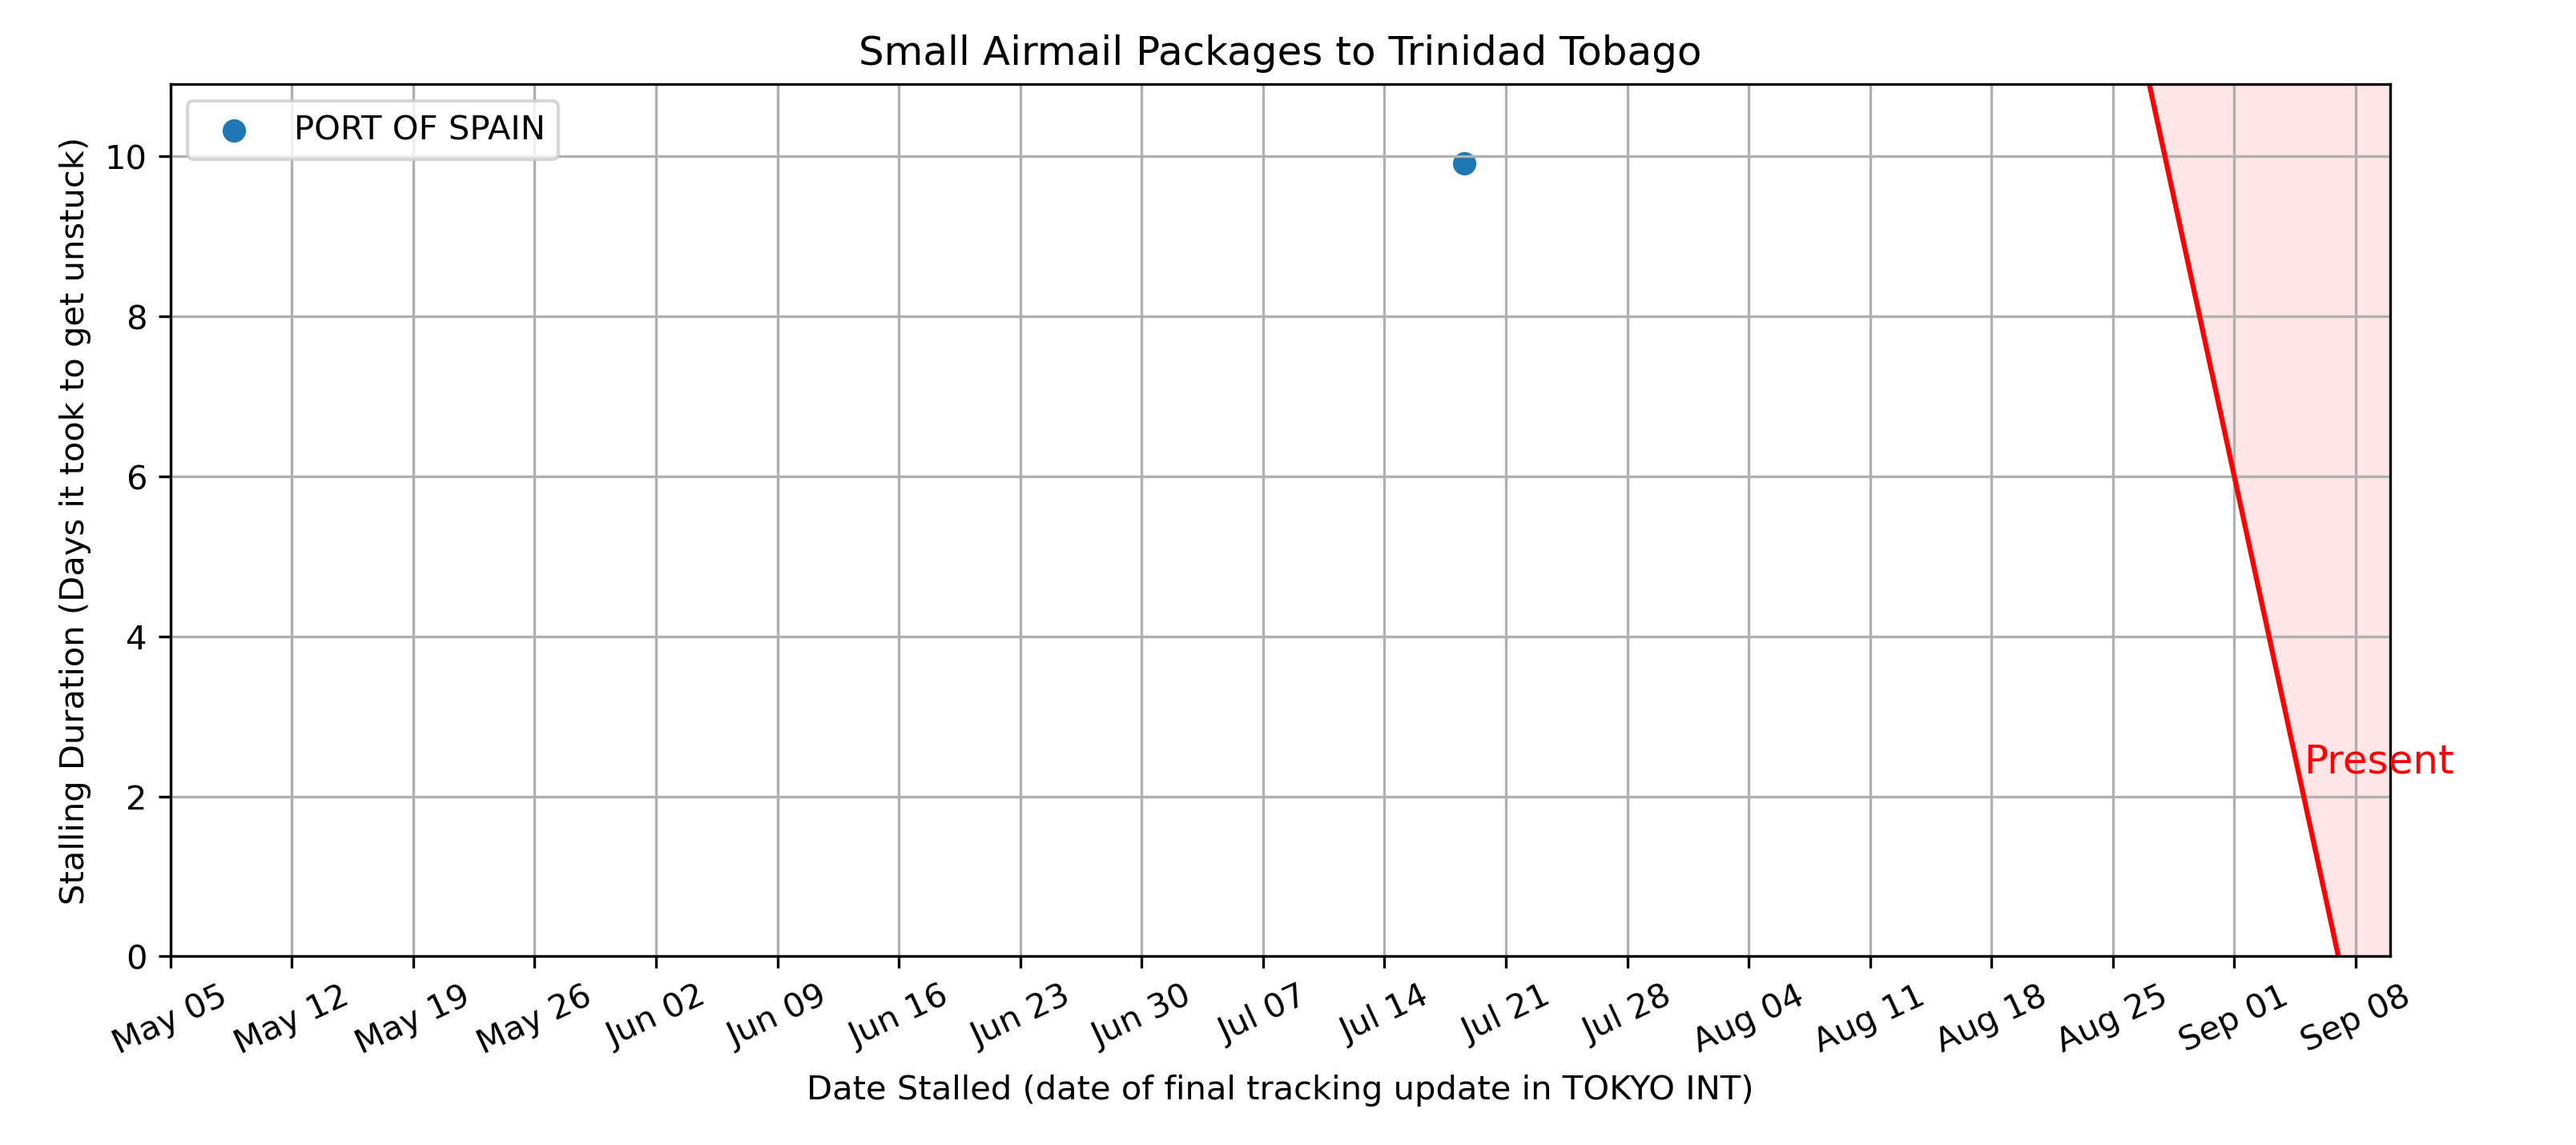 Small Airmail Packages to Trinidad Tobago
PORT OF SPAIN
Stalling Duration (Days it took to get unstuck)
10
8
6
4
2
0
Present
May 05
May 12
May 19
May 26
Jun 02
Jun 09
Jun 16
Jun 23
Jun 30
Jul 07
Jul 14
Jul 21
Jul 28
Aug 04
Aug 11
Aug 18
Aug 25
Sep 01
Sep 08
Date Stalled (date of final tracking update in TOKYO INT)